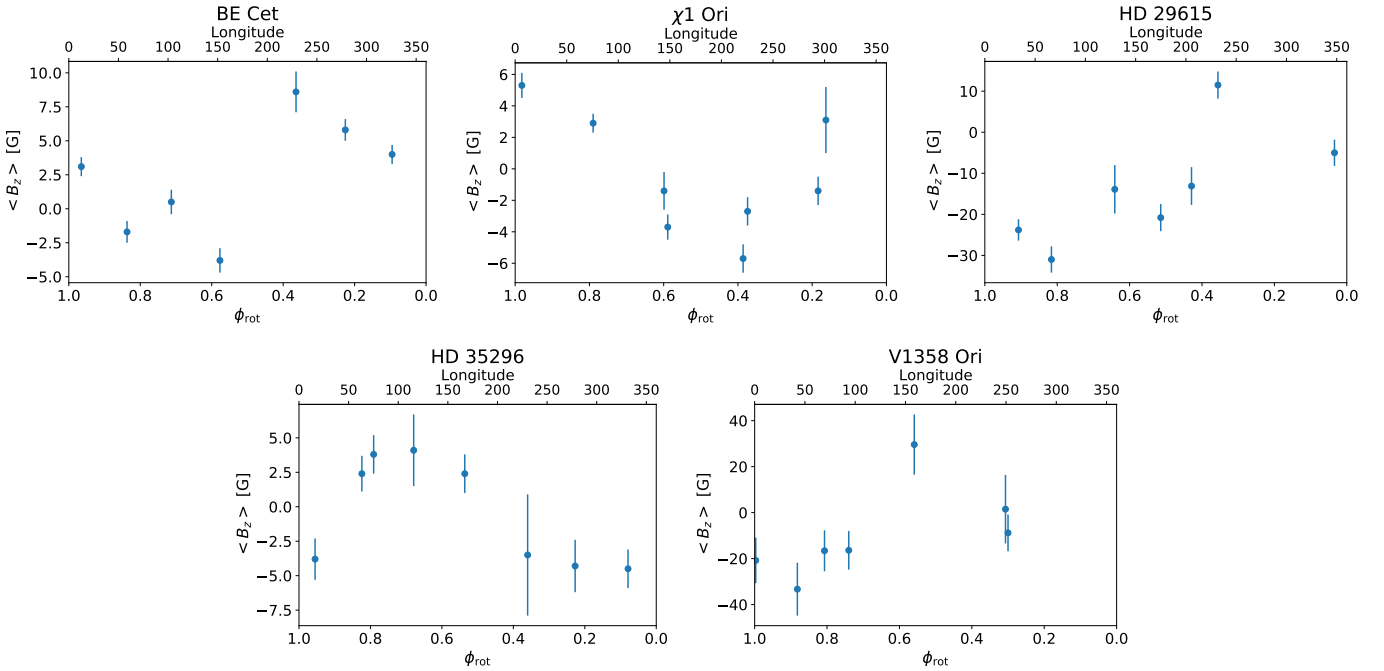 BE Cet
Longitude
0 50 100 150 200 250 300 350
10.0
7.5
5.0
2.5
0.0
−2.5
−5.0
< B_z > [G]
1.0 0.8 0.6 0.4 0.2 0.0
ϕ_rot
χ1 Ori
Longitude
0 50 100 150 200 250 300 350
6
4
2
0
−2
−4
−6
< B_z > [G]
1.0 0.8 0.6 0.4 0.2 0.0
ϕ_rot
HD 29615
Longitude
0 50 100 150 200 250 300 350
10
0
−10
−20
−30
< B_z > [G]
1.0 0.8 0.6 0.4 0.2 0.0
ϕ_rot
HD 35296
Longitude
0 50 100 150 200 250 300 350
5.0
2.5
0.0
−2.5
−5.0
−7.5
< B_z > [G]
1.0 0.8 0.6 0.4 0.2 0.0
ϕ_rot
V1358 Ori
Longitude
0 50 100 150 200 250 300 350
40
20
0
−20
−40
< B_z > [G]
1.0 0.8 0.6 0.4 0.2 0.0
ϕ_rot